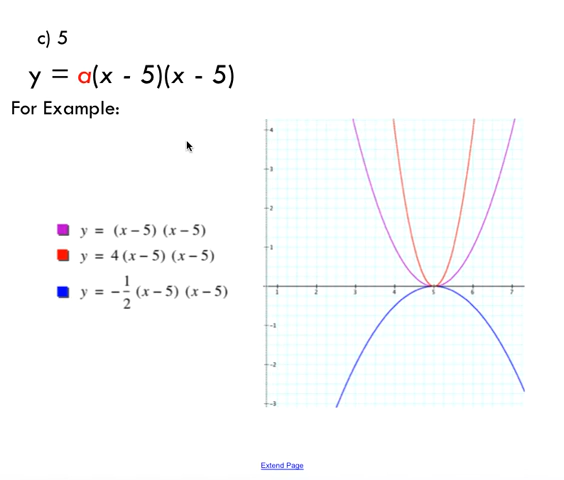 c) 5
y = a(x - 5)(x - 5)
For Example:
y = (x – 5) (x – 5)
y = 4 (x – 5) (x – 5)
y = – 1/2 (x – 5) (x – 5)
4
3
2
1
1 2 4 5 6 7
-1
-2
-3
Extend Page